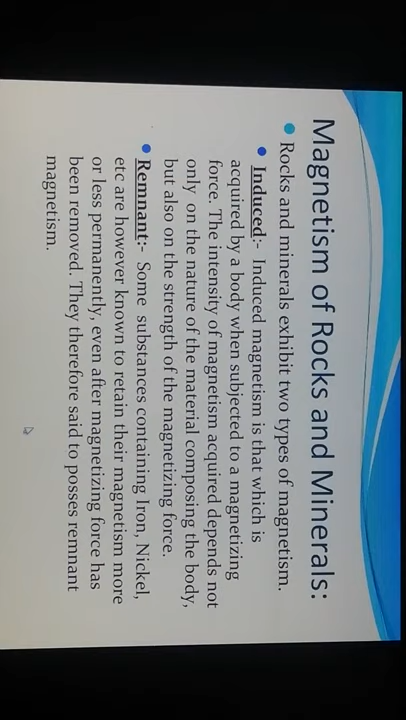 Magnetism of Rocks and Minerals:
Rocks and minerals exhibit two types of magnetism.
Induced:- Induced magnetism is that which is
acquired by a body when subjected to a magnetizing
force. The intensity of magnetism acquired depends not
only on the nature of the material composing the body,
but also on the strength of the magnetizing force.
Remnant:- Some substances containing Iron, Nickel,
etc are however known to retain their magnetism more
or less permanently, even after magnetizing force has
been removed. They therefore said to posses remnant
magnetism.